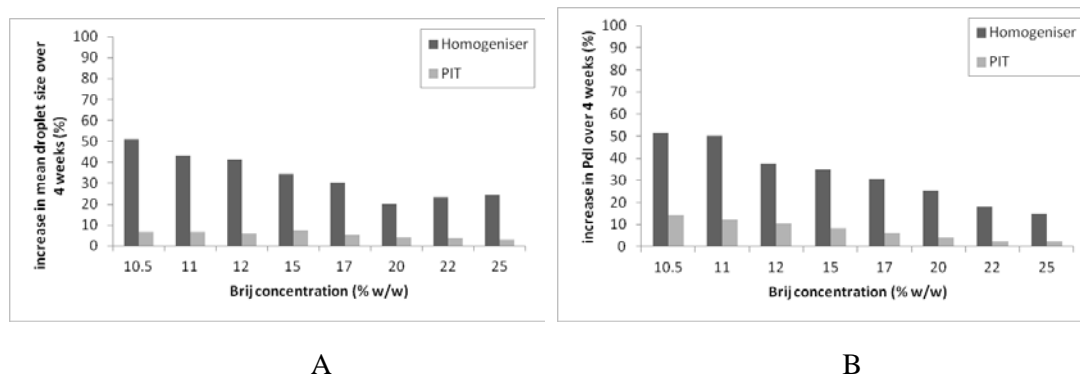 increase in mean droplet size over
4 weeks (%)
100
90
80
70
60
50
40
30
20
10
0
Homogeniser
PIT
10.5 11 12 15 17 20 22 25
Brij concentration (% w/w)
A
increase in PdI over 4 weeks (%)
100
90
80
70
60
50
40
30
20
10
0
Homogeniser
PIT
10.5 11 12 15 17 20 22 25
Brij concentration (% w/w)
B